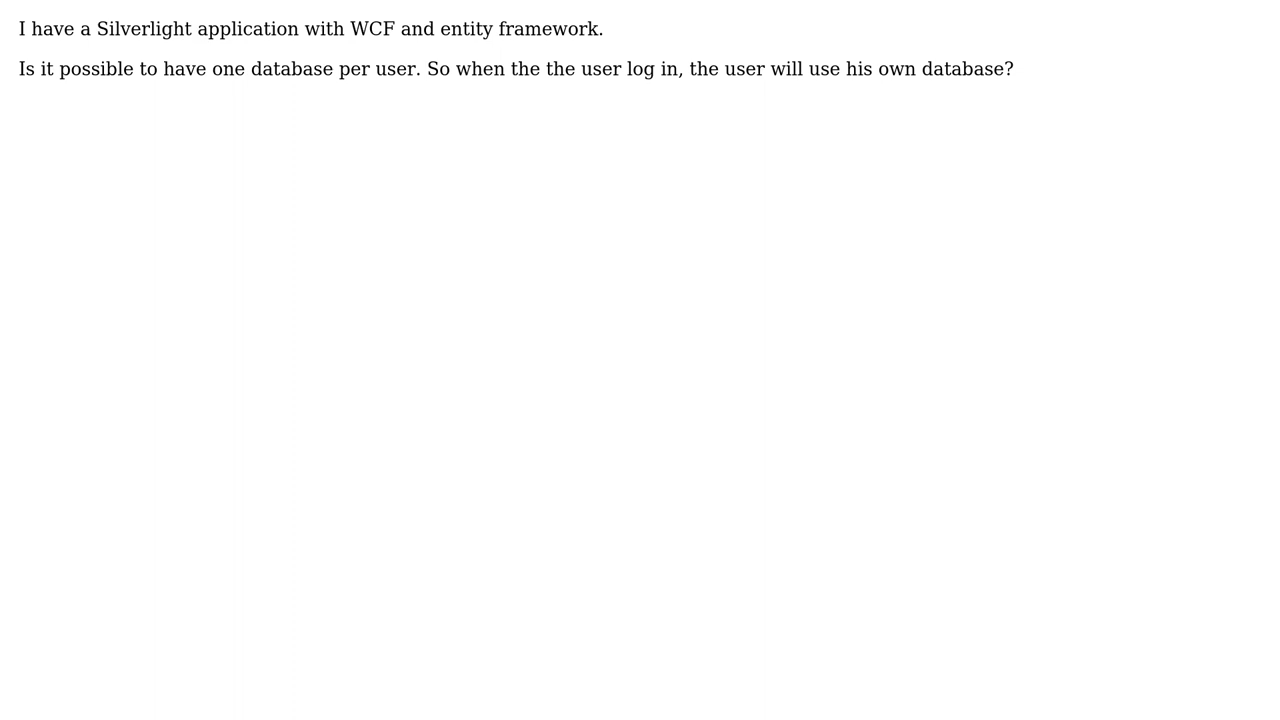 I have a Silverlight application with WCF and entity framework.
Is it possible to have one database per user. So when the the user log in, the user will use his own database?